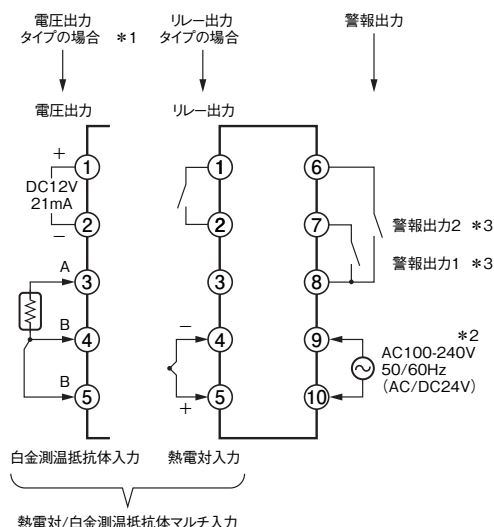 電圧出力
タイプの場合 *1
リレー出力
タイプの場合
警報出力
電圧出力
リレー出力
+
DC12V
21mA
−
A
B
B
1
2
3
4
5
1
2
3
4
5
−
+
6
7
8
9
10
警報出力2 *3
警報出力1 *3
*2
AC100-240V
50/60Hz
(AC/DC24V)
白金測温抵抗体入力
熱電対入力
熱電対/白金測温抵抗体マルチ入力